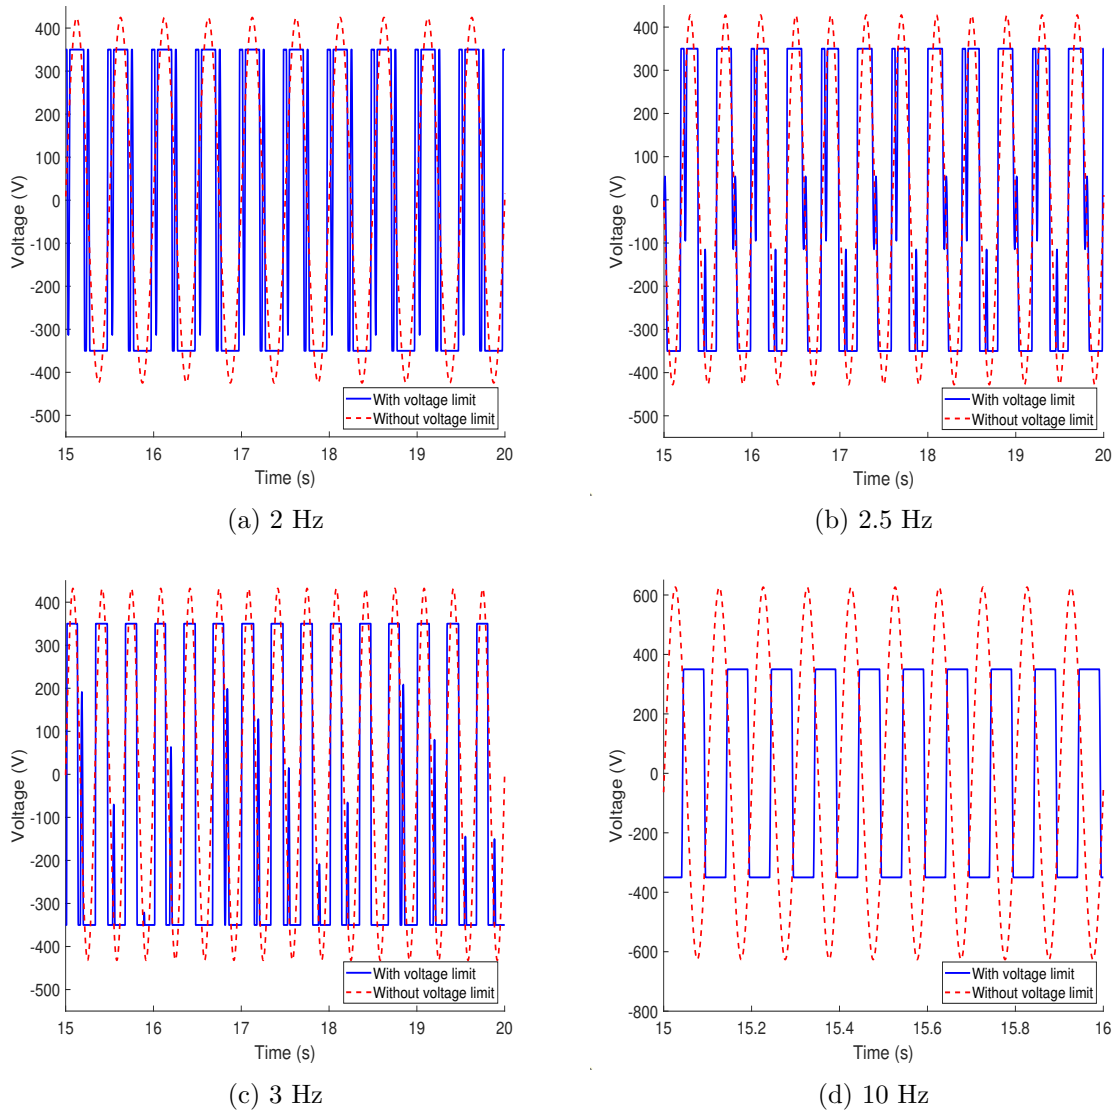 400
300
200
100
0
-100
-200
-300
-400
-500
Voltage (V)
With voltage limit
Without voltage limit
15 16 17 18 19 20
Time (s)
(a) 2 Hz
400
300
200
100
0
-100
-200
-300
-400
-500
Voltage (V)
With voltage limit
Without voltage limit
15 16 17 18 19 20
Time (s)
(b) 2.5 Hz
400
300
200
100
0
-100
-200
-300
-400
-500
Voltage (V)
With voltage limit
Without voltage limit
15 16 17 18 19 20
Time (s)
(c) 3 Hz
600
400
200
0
-200
-400
-600
-800
Voltage (V)
With voltage limit
Without voltage limit
15 15.2 15.4 15.6 15.8 16
Time (s)
(d) 10 Hz